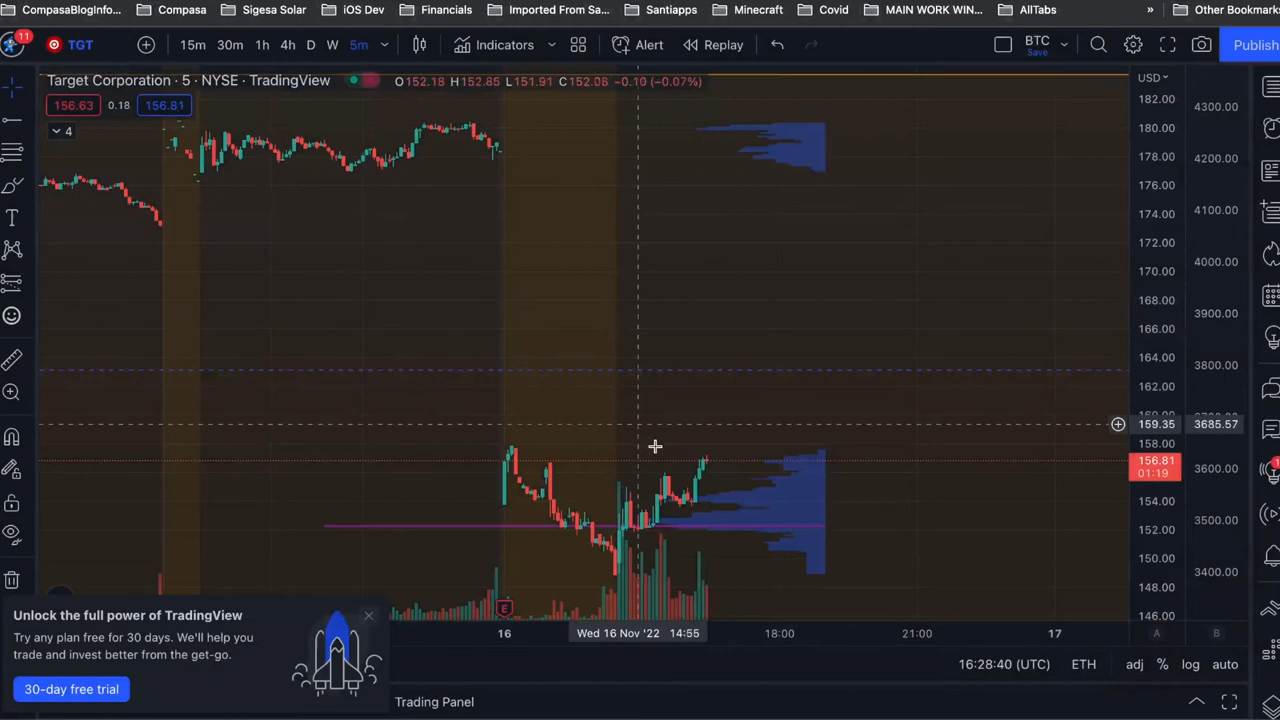 CompasaBlogInfo...
Compasa
Sigesa Solar
iOS Dev
Financials
Imported From Sa...
Santiapps
Minecraft
Covid
MAIN WORK WIN...
AllTabs
»
Other Bookmarks
11
TGT
15m 30m 1h 4h D W 5m
Indicators
Alert
Replay
BTC
Save
Publish
Target Corporation · 5 · NYSE · TradingView
O152.18 H152.85 L151.91 C152.08 −0.10 (−0.07%)
USD
156.63 0.18 156.81
4
182.00
180.00
178.00
176.00
174.00
172.00
170.00
168.00
166.00
164.00
162.00
159.35
158.00
156.81
01:19
154.00
152.00
150.00
148.00
146.00
4300.00
4200.00
4100.00
4000.00
3900.00
3800.00
3685.57
3600.00
3500.00
3400.00
T
E
Unlock the full power of TradingView
Try any plan free for 30 days. We'll help you
trade and invest better from the get-go.
30-day free trial
16
Wed 16 Nov '22 14:55
18:00
21:00
17
A
B
16:28:40 (UTC)
ETH
adj
%
log
auto
Trading Panel